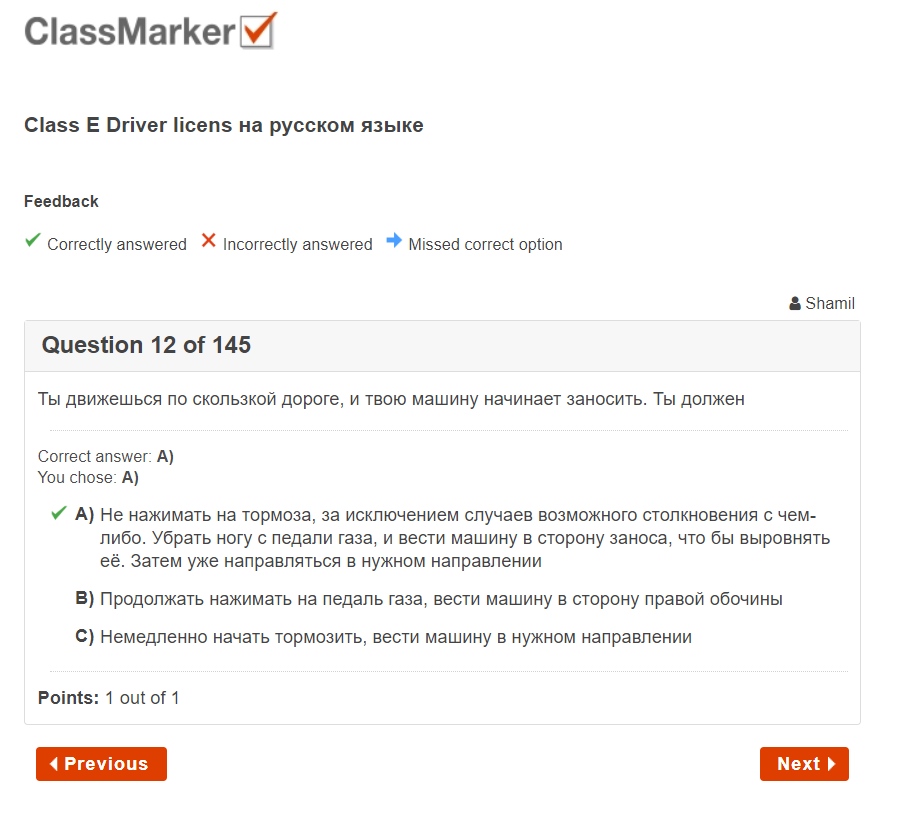 ClassMarker
Class E Driver licens на русском языке
Feedback
Correctly answered Incorrectly answered Missed correct option
Shamil
Question 12 of 145
Ты движешься по скользкой дороге, и твою машину начинает заносить. Ты должен
Correct answer: A)
You chose: A)
A) Не нажимать на тормоза, за исключением случаев возможного столкновения с чем-
либо. Убрать ногу с педали газа, и вести машину в сторону заноса, что бы выровнять
её. Затем уже направляться в нужном направлении
B) Продолжать нажимать на педаль газа, вести машину в сторону правой обочины
C) Немедленно начать тормозить, вести машину в нужном направлении
Points: 1 out of 1
Previous Next